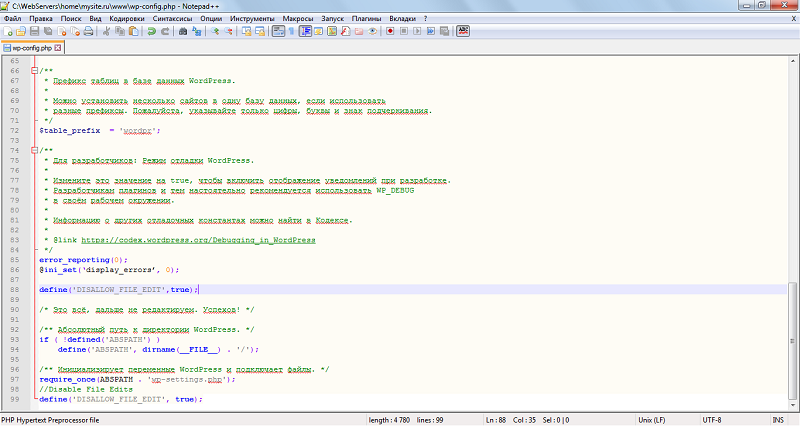 C:\WebServers\home\mysite.ru\www\wp-config.php - Notepad++
Файл Правка Поиск Вид Кодировки Синтаксисы Опции Инструменты Макросы Запуск Плагины Вкладки ? X
wp-config.php
65
66 /**
67 * Префикс таблиц в базе данных WordPress.
68 *
69 * Можно установить несколько сайтов в одну базу данных, если использовать
70 * разные префиксы. Пожалуйста, указывайте только цифры, буквы и знак подчеркивания.
71 */
72 $table_prefix  = 'wordpr';
73
74 /**
75 * Для разработчиков: Режим отладки WordPress.
76 *
77 * Измените это значение на true, чтобы включить отображение уведомлений при разработке.
78 * Разработчикам плагинов и тем настоятельно рекомендуется использовать WP_DEBUG
79 * в своём рабочем окружении.
80 *
81 * Информацию о других отладочных константах можно найти в Кодексе.
82 *
83 * @link https://codex.wordpress.org/Debugging_in_WordPress
84 */
85 error_reporting(0);
86 @ini_set(‘display_errors’, 0);
87
88 define('DISALLOW_FILE_EDIT',true);
89
90 /* Это всё, дальше не редактируем. Успехов! */
91
92 /** Абсолютный путь к директории WordPress. */
93 if ( !defined('ABSPATH') )
94 define('ABSPATH', dirname(__FILE__) . '/');
95
96 /** Инициализирует переменные WordPress и подключает файлы. */
97 require_once(ABSPATH . 'wp-settings.php');
98 //Disable File Edits
99 define('DISALLOW_FILE_EDIT', true);
PHP Hypertext Preprocessor file length : 4 780 lines : 99 Ln : 88 Col : 35 Sel : 0 | 0 Unix (LF) UTF-8 INS